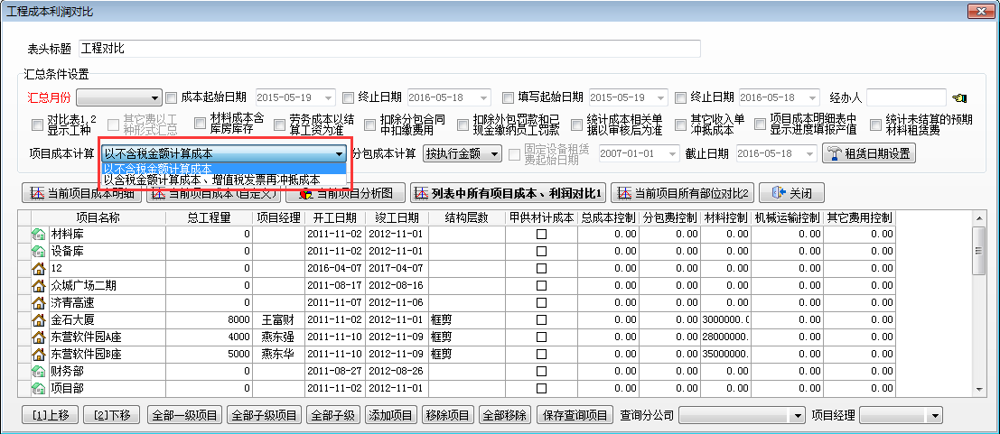 工程成本利润对比
表头标题 工程对比
汇总条件设置
汇总月份 成本起始日期 2015-05-19 终止日期 2016-05-18 填写起始日期 2015-05-19 终止日期 2016-05-18 经办人
对比表1,2显示工种 其它费以工种形式汇总 材料成本含库房库存 劳务成本以结算工资为准 扣除分包合同中扣缴费用 扣除外包罚款和已现金缴纳员工罚款 统计成本相关单据以审核后为准 其它收入单冲抵成本 项目成本明细表中显示进度填报产值 统计未结算的预期材料租赁费
项目成本计算 以不含税金额计算成本 分包成本计算 按执行金额 固定设备租赁费起始日期 2007-01-01 截止日期 2016-05-18 租赁日期设置
以不含税金额计算成本
以含税金额计算成本、增值税发票再冲抵成本
当前项目成本明细 当前项目成本(自定义) 当前项目分析图 列表中所有项目成本、利润对比1 当前项目所有部位对比2 关闭
项目名称 总工程量 项目经理 开工日期 竣工日期 结构层数 甲供材计成本 总成本控制 分包费控制 材料控制 机械运输控制 其它费用控制
材料库 0 2011-11-02 2012-11-01 0.00 0.00 0.00 0.00 0.00
设备库 0 2011-11-02 2012-11-01 0.00 0.00 0.00 0.00 0.00
12 0 2016-04-07 2017-04-07 0.00 0.00 0.00 0.00 0.00
众城广场二期 0 2011-08-17 2012-08-16 0.00 0.00 0.00 0.00 0.00
济青高速 0 2011-11-07 2012-11-06 0.00 0.00 0.00 0.00 0.00
金石大厦 8000 王富财 2011-11-02 2012-11-01 框剪 0.00 0.00 3000000.0 0.00 0.00
东营软件园A座 4000 燕东强 2011-11-10 2012-11-09 框剪 0.00 0.00 28000000. 0.00 0.00
东营软件园B座 5000 燕东华 2011-11-10 2012-11-09 框剪 0.00 0.00 35000000. 0.00 0.00
财务部 0 2011-08-27 2012-08-26 0.00 0.00 0.00 0.00 0.00
项目部 0 2011-11-02 2012-11-01 0.00 0.00 0.00 0.00 0.00
[1]上移 [2]下移 全部一级项目 全部子级项目 全部子级 添加项目 移除项目 全部移除 保存查询项目 查询分公司 项目经理